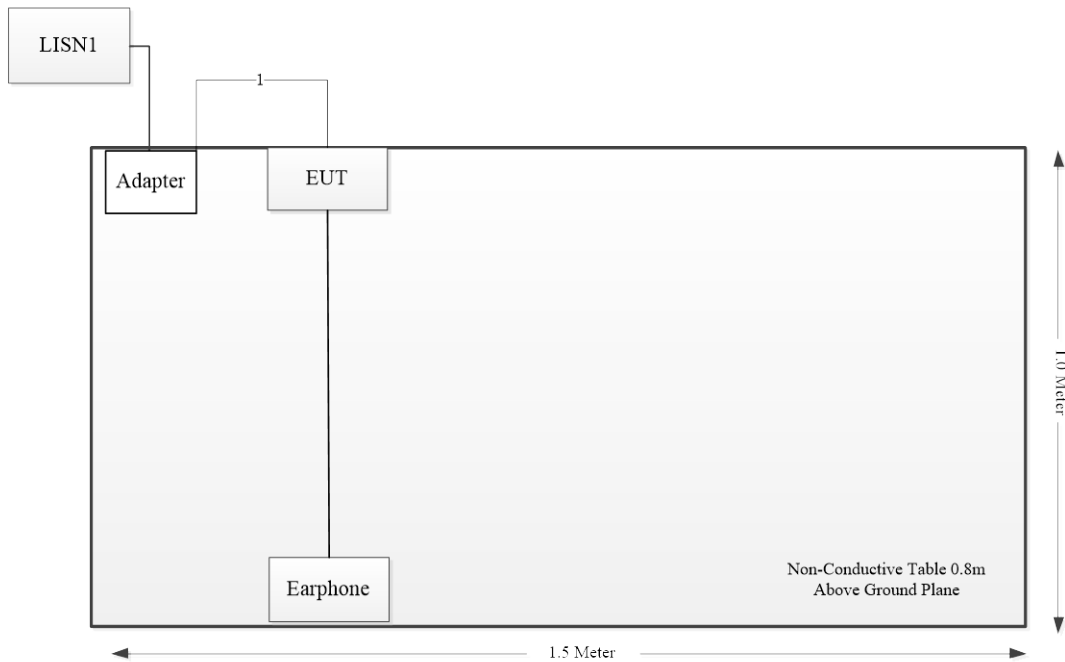 LISN1
1
Adapter
EUT
1.0 Meter
Earphone
Non-Conductive Table 0.8m
Above Ground Plane
1.5 Meter